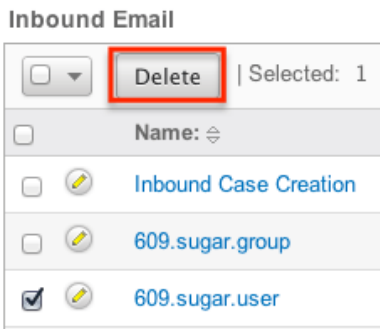 Inbound Email
Delete | Selected: 1
Name:
Inbound Case Creation
609.sugar.group
609.sugar.user